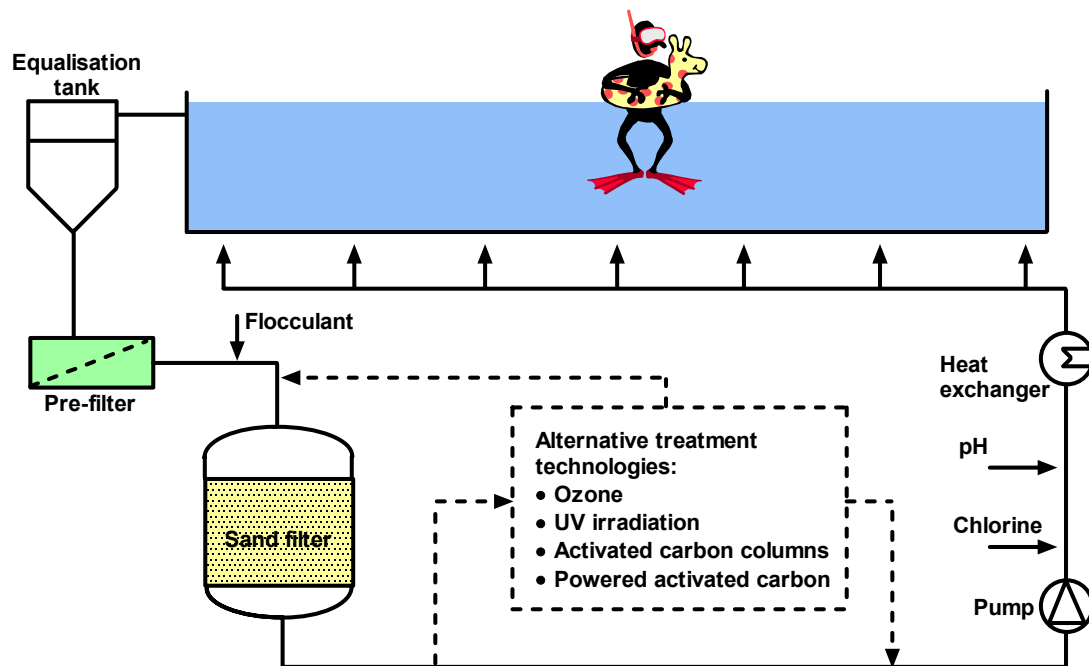 Equalisation
tank
Flocculant
Pre-filter
Heat
exchanger
Alternative treatment
technologies:
● Ozone
● UV irradiation
● Activated carbon columns
● Powered activated carbon
pH
Sand filter
Chlorine
Pump